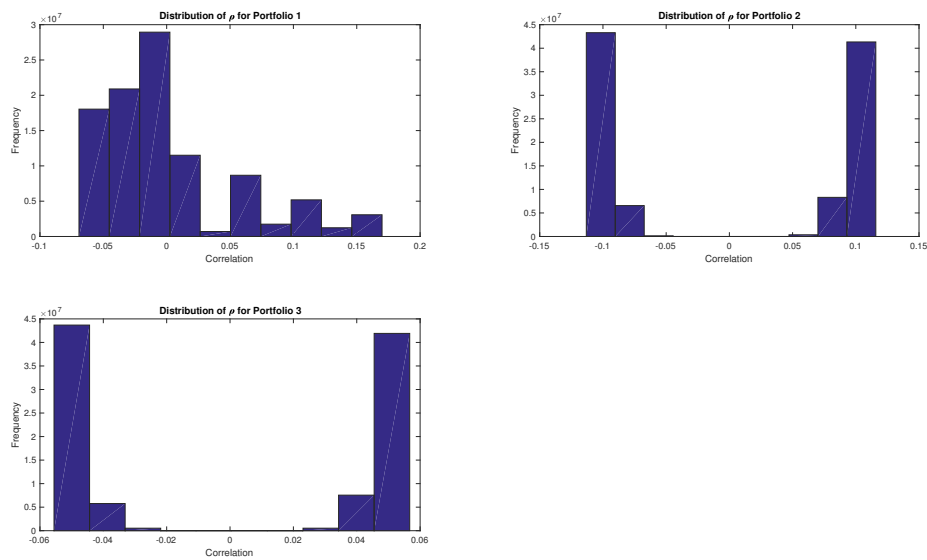 Distribution of ρ for Portfolio 1
×10^7
3
2.5
2
1.5
1
0.5
0
Frequency
-0.1 -0.05 0 0.05 0.1 0.15 0.2
Correlation
Distribution of ρ for Portfolio 2
×10^7
4.5
4
3.5
3
2.5
2
1.5
1
0.5
0
Frequency
-0.15 -0.1 -0.05 0 0.05 0.1 0.15
Correlation
Distribution of ρ for Portfolio 3
×10^7
4.5
4
3.5
3
2.5
2
1.5
1
0.5
0
Frequency
-0.06 -0.04 -0.02 0 0.02 0.04 0.06
Correlation